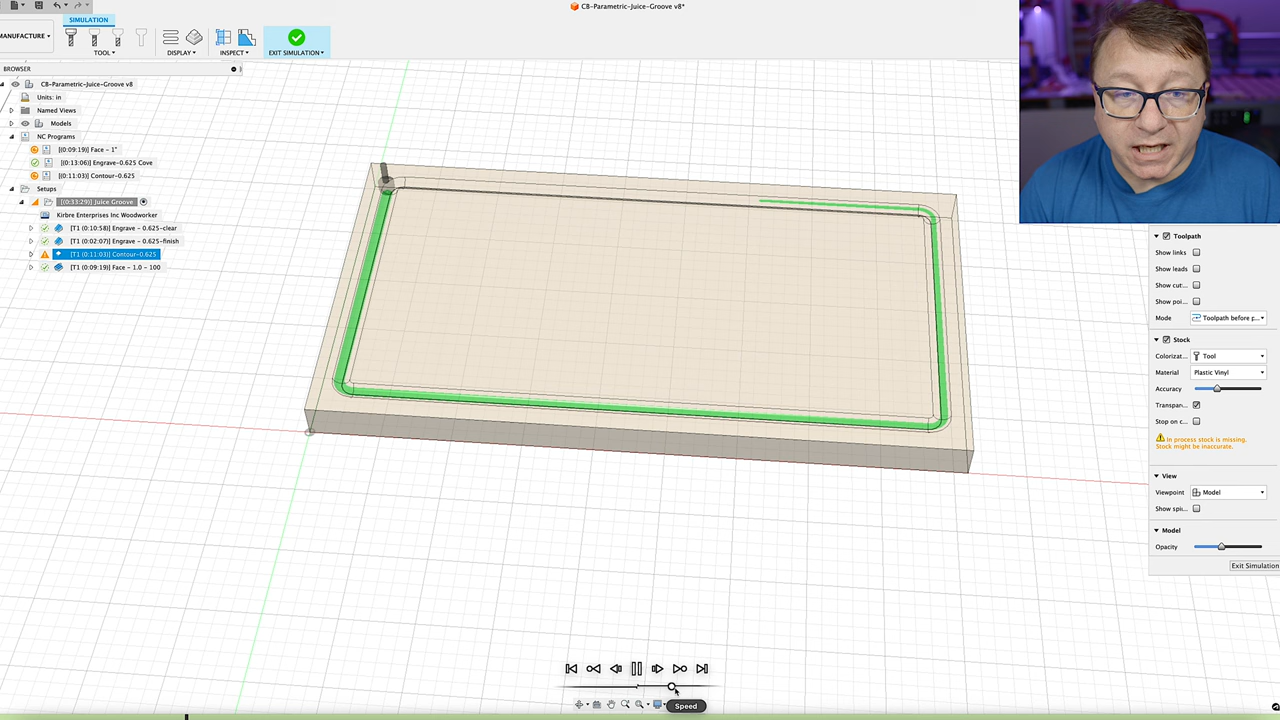 CB-Parametric-Juice-Groove v8*
SIMULATION
MANUFACTURE
TOOL
DISPLAY
INSPECT
EXIT SIMULATION
BROWSER
CB-Parametric-Juice-Groove v8
Units: in
Named Views
Models
NC Programs
[(0:09:19)] Face - 1"
[(0:13:06)] Engrave-0.625 Cove
[(0:11:03)] Contour-0.625
Setups
[(0:33:29)] Juice Groove
Kirbre Enterprises Inc Woodworker
[T1 (0:10:58)] Engrave - 0.625-clear
[T1 (0:02:07)] Engrave - 0.625-finish
[T1 (0:11:03)] Contour-0.625
[T1 (0:09:19)] Face - 1.0 - 100
Toolpath
Show links
Show leads
Show cut...
Show poi...
Mode Toolpath before p...
Stock
Colorizat... Tool
Material Plastic Vinyl
Accuracy
Transpar...
Stop on c...
In process stock is missing.
Stock might be inaccurate.
View
Viewpoint Model
Show spi...
Model
Opacity
Exit Simulation
Speed